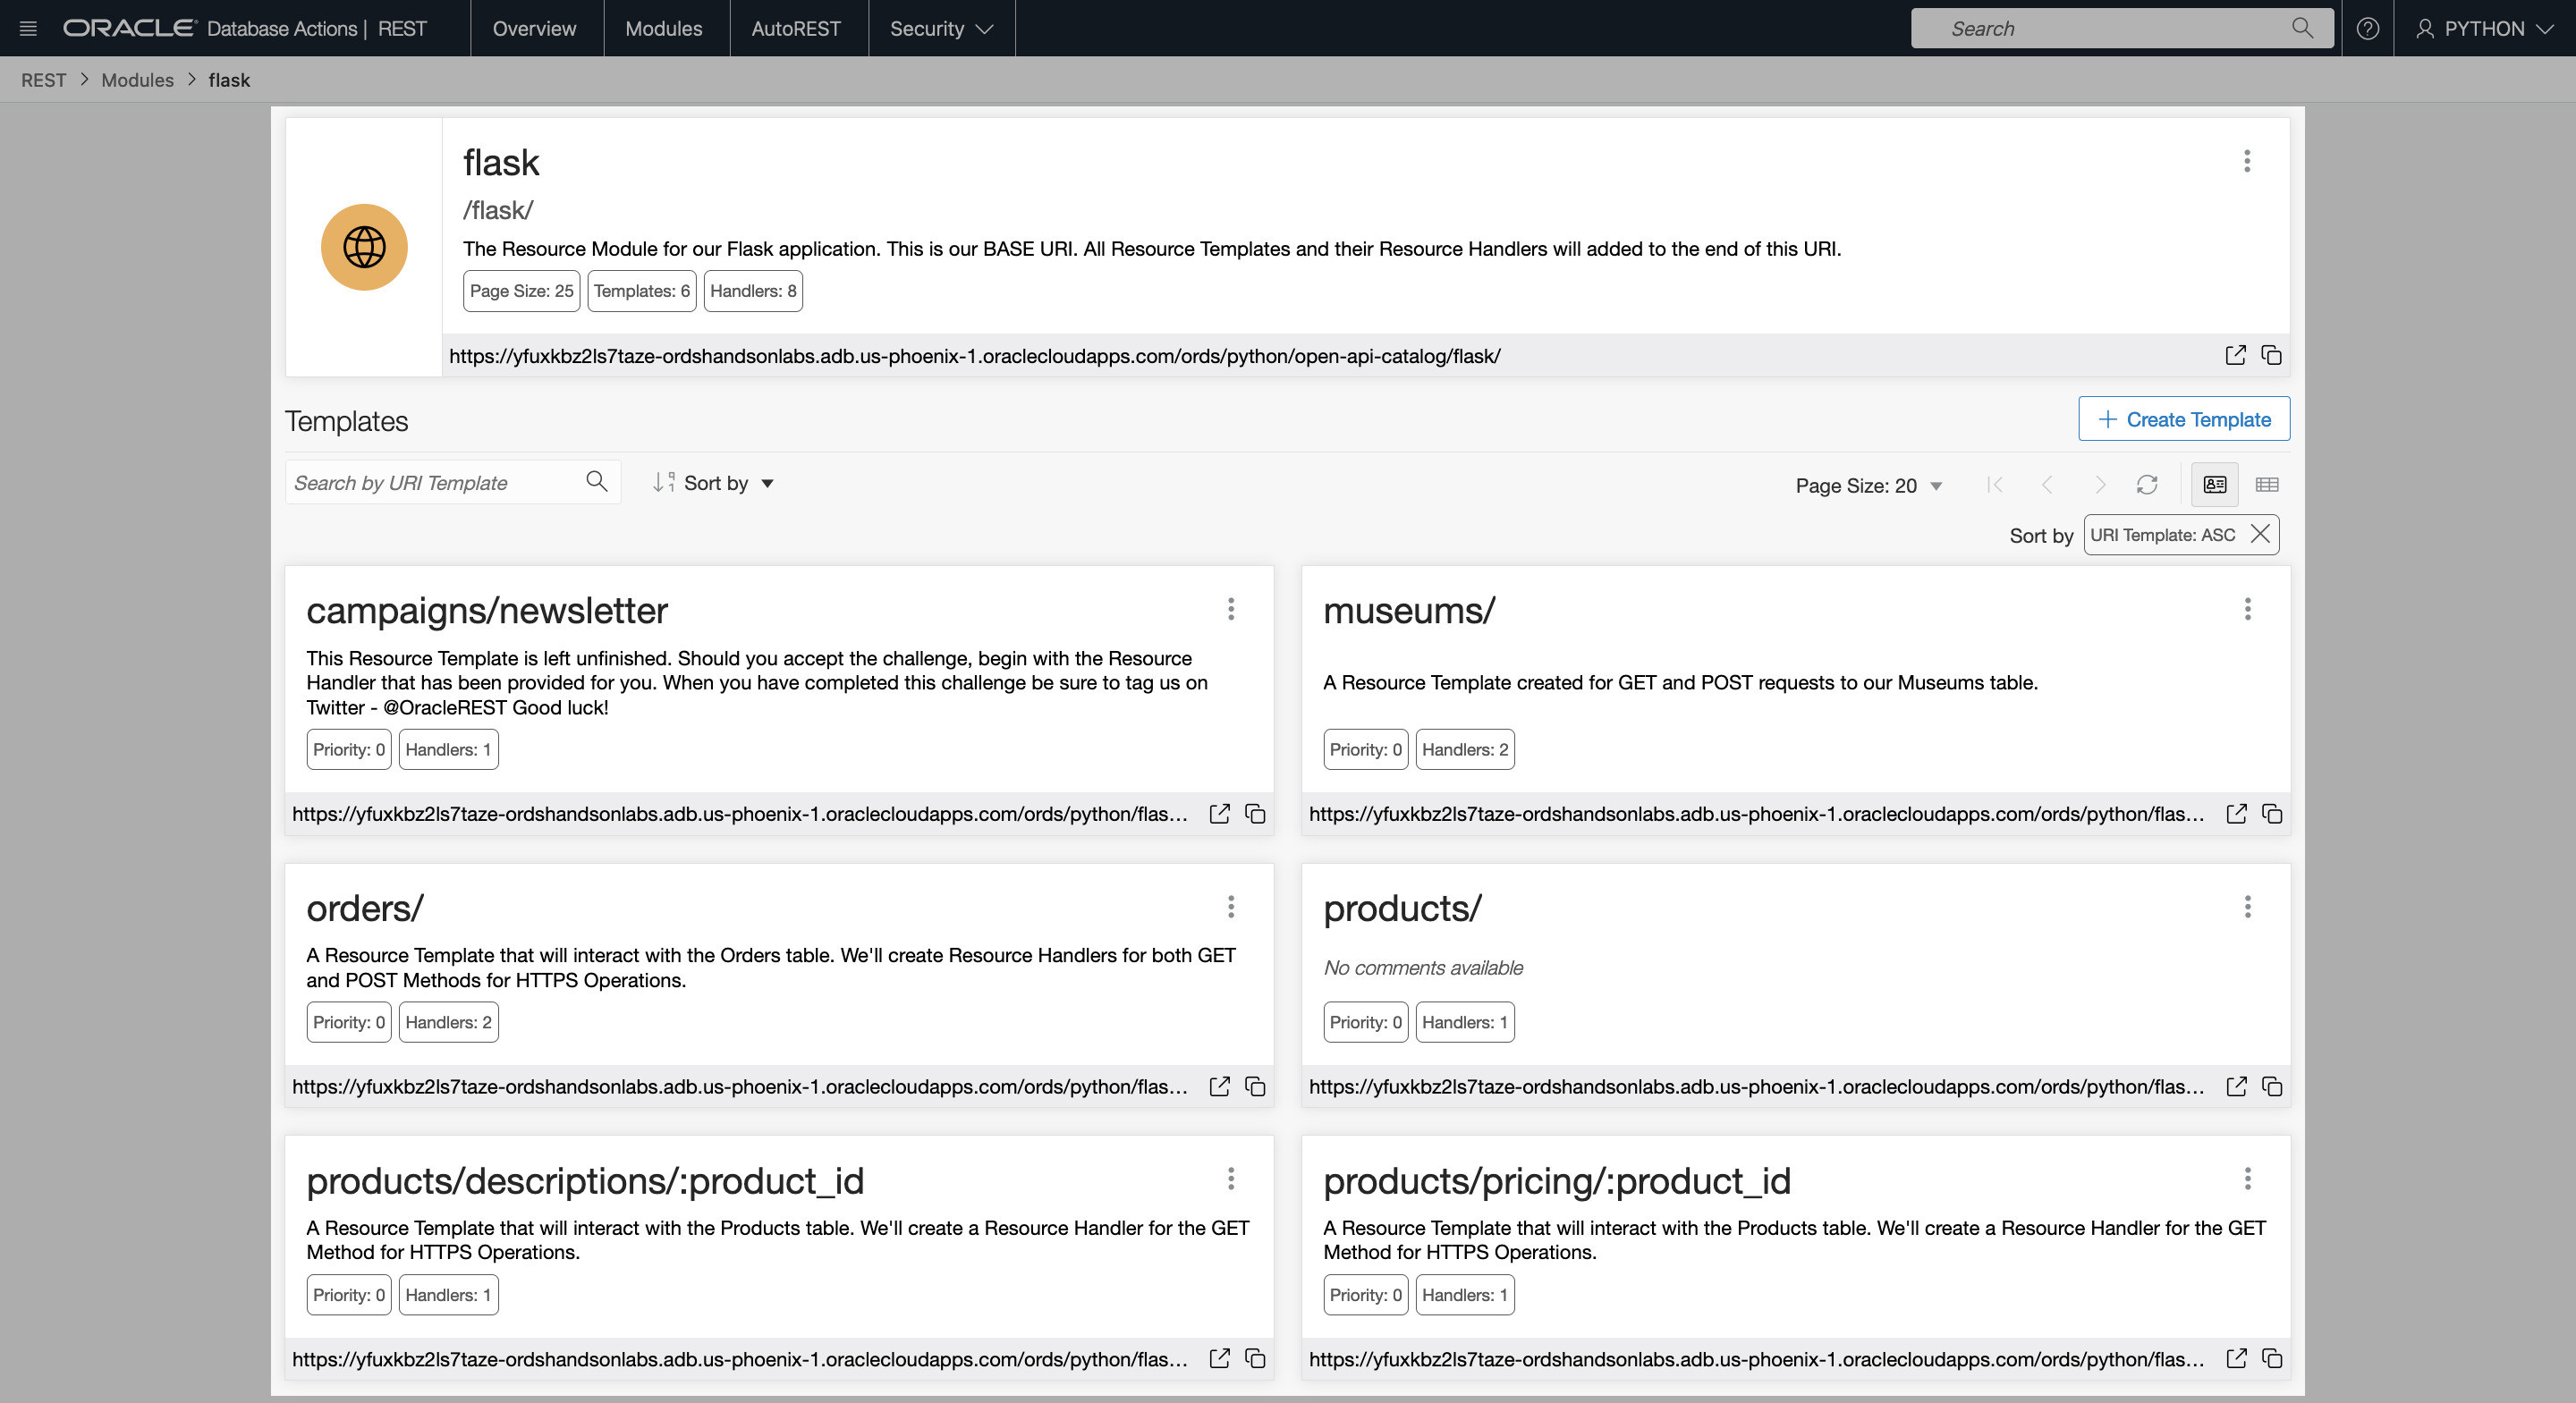 ORACLE Database Actions | REST Overview Modules AutoREST Security Search PYTHON
REST > Modules > flask
flask
/flask/
The Resource Module for our Flask application. This is our BASE URI. All Resource Templates and their Resource Handlers will added to the end of this URI.
Page Size: 25 Templates: 6 Handlers: 8
https://yfuxkbz2ls7taze-ordshandsonlabs.adb.us-phoenix-1.oraclecloudapps.com/ords/python/open-api-catalog/flask/
Templates
+ Create Template
Search by URI Template
Sort by
Page Size: 20
Sort by URI Template: ASC
campaigns/newsletter
This Resource Template is left unfinished. Should you accept the challenge, begin with the Resource
Handler that has been provided for you. When you have completed this challenge be sure to tag us on
Twitter - @OracleREST Good luck!
Priority: 0 Handlers: 1
https://yfuxkbz2ls7taze-ordshandsonlabs.adb.us-phoenix-1.oraclecloudapps.com/ords/python/flas...
museums/
A Resource Template created for GET and POST requests to our Museums table.
Priority: 0 Handlers: 2
https://yfuxkbz2ls7taze-ordshandsonlabs.adb.us-phoenix-1.oraclecloudapps.com/ords/python/flas...
orders/
A Resource Template that will interact with the Orders table. We'll create Resource Handlers for both GET
and POST Methods for HTTPS Operations.
Priority: 0 Handlers: 2
https://yfuxkbz2ls7taze-ordshandsonlabs.adb.us-phoenix-1.oraclecloudapps.com/ords/python/flas...
products/
No comments available
Priority: 0 Handlers: 1
https://yfuxkbz2ls7taze-ordshandsonlabs.adb.us-phoenix-1.oraclecloudapps.com/ords/python/flas...
products/descriptions/:product_id
A Resource Template that will interact with the Products table. We'll create a Resource Handler for the GET
Method for HTTPS Operations.
Priority: 0 Handlers: 1
https://yfuxkbz2ls7taze-ordshandsonlabs.adb.us-phoenix-1.oraclecloudapps.com/ords/python/flas...
products/pricing/:product_id
A Resource Template that will interact with the Products table. We'll create a Resource Handler for the GET
Method for HTTPS Operations.
Priority: 0 Handlers: 1
https://yfuxkbz2ls7taze-ordshandsonlabs.adb.us-phoenix-1.oraclecloudapps.com/ords/python/flas...